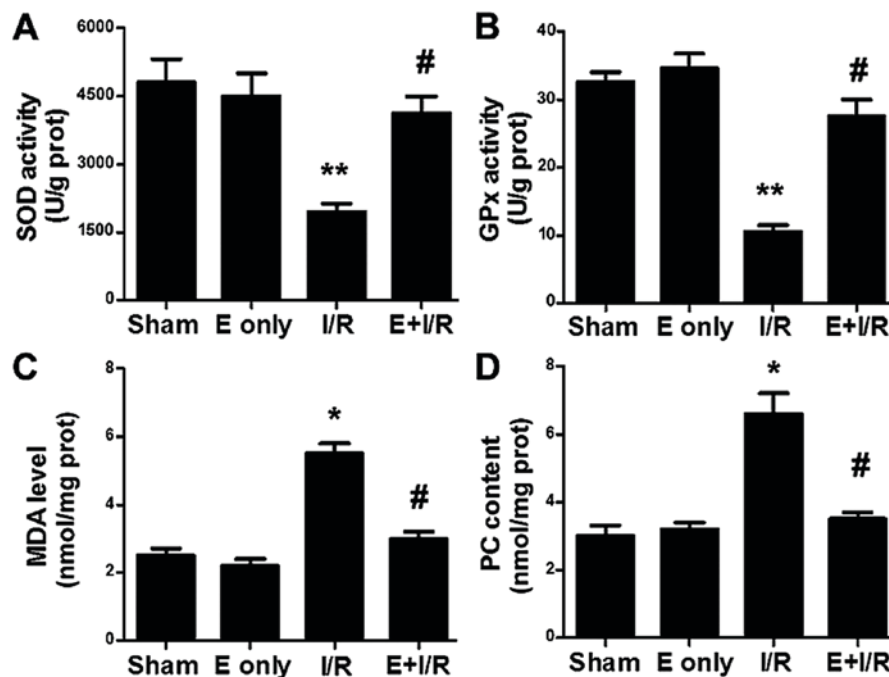 A
SOD activity
(U/g prot)
6000
4500
3000
1500
0
**
#
Sham
E only
I/R
E+I/R
B
GPx activity
(U/g prot)
40
30
20
10
0
**
#
Sham
E only
I/R
E+I/R
C
MDA level
(nmol/mg prot)
8
6
4
2
0
*
#
Sham
E only
I/R
E+I/R
D
PC content
(nmol/mg prot)
8
6
4
2
0
*
#
Sham
E only
I/R
E+I/R